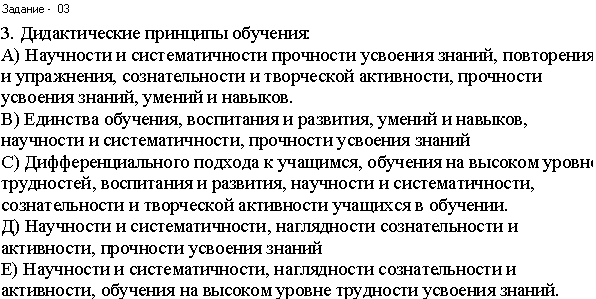 Задание - 03
3. Дидактические принципы обучения:
А) Научности и систематичности прочности усвоения знаний, повторения
и упражнения, сознательности и творческой активности, прочности
усвоения знаний, умений и навыков.
В) Единства обучения, воспитания и развития, умений и навыков,
научности и систематичности, прочности усвоения знаний
С) Дифференциального подхода к учащимся, обучения на высоком уровне
трудностей, воспитания и развития, научности и систематичности,
сознательности и творческой активности учащихся в обучении.
Д) Научности и систематичности, наглядности сознательности и
активности, прочности усвоения знаний
Е) Научности и систематичности, наглядности сознательности и
активности, обучения на высоком уровне трудности усвоения знаний.